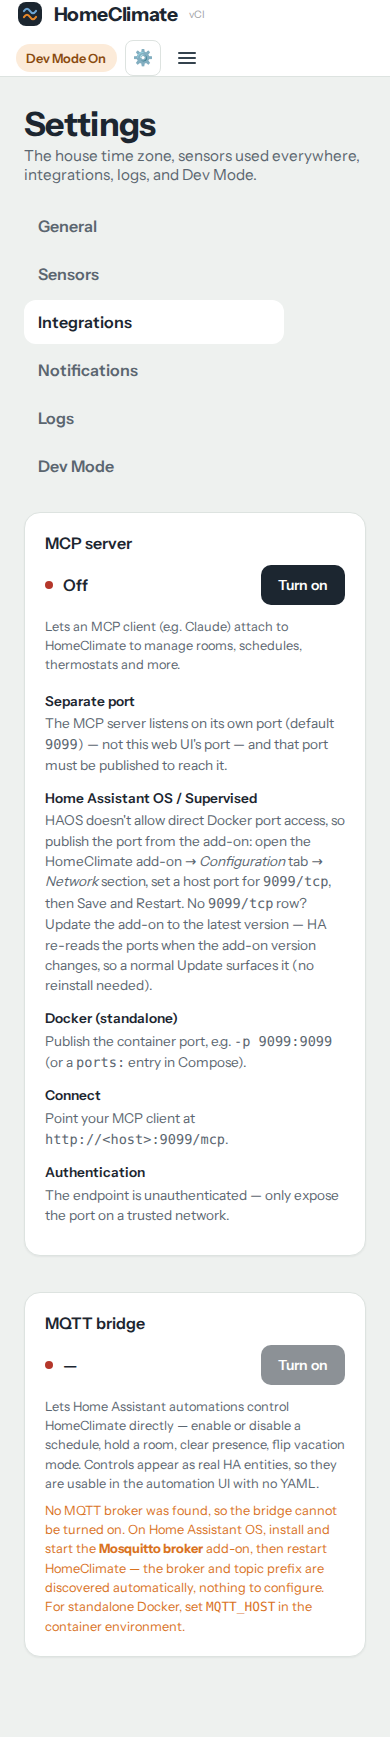 HomeClimate vCI
Dev Mode On
Settings
The house time zone, sensors used everywhere,
integrations, logs, and Dev Mode.
General
Sensors
Integrations
Notifications
Logs
Dev Mode
MCP server
Off
Turn on
Lets an MCP client (e.g. Claude) attach to
HomeClimate to manage rooms, schedules,
thermostats and more.
Separate port
The MCP server listens on its own port (default
9099) — not this web UI's port — and that port
must be published to reach it.
Home Assistant OS / Supervised
HAOS doesn't allow direct Docker port access, so
publish the port from the add-on: open the
HomeClimate add-on → Configuration tab →
Network section, set a host port for 9099/tcp,
then Save and Restart. No 9099/tcp row?
Update the add-on to the latest version — HA
re-reads the ports when the add-on version
changes, so a normal Update surfaces it (no
reinstall needed).
Docker (standalone)
Publish the container port, e.g. -p 9099:9099
(or a ports: entry in Compose).
Connect
Point your MCP client at
http://<host>:9099/mcp.
Authentication
The endpoint is unauthenticated — only expose
the port on a trusted network.
MQTT bridge
—
Turn on
Lets Home Assistant automations control
HomeClimate directly — enable or disable a
schedule, hold a room, clear presence, flip vacation
mode. Controls appear as real HA entities, so they
are usable in the automation UI with no YAML.
No MQTT broker was found, so the bridge cannot
be turned on. On Home Assistant OS, install and
start the Mosquitto broker add-on, then restart
HomeClimate — the broker and topic prefix are
discovered automatically, nothing to configure.
For standalone Docker, set MQTT_HOST in the
container environment.